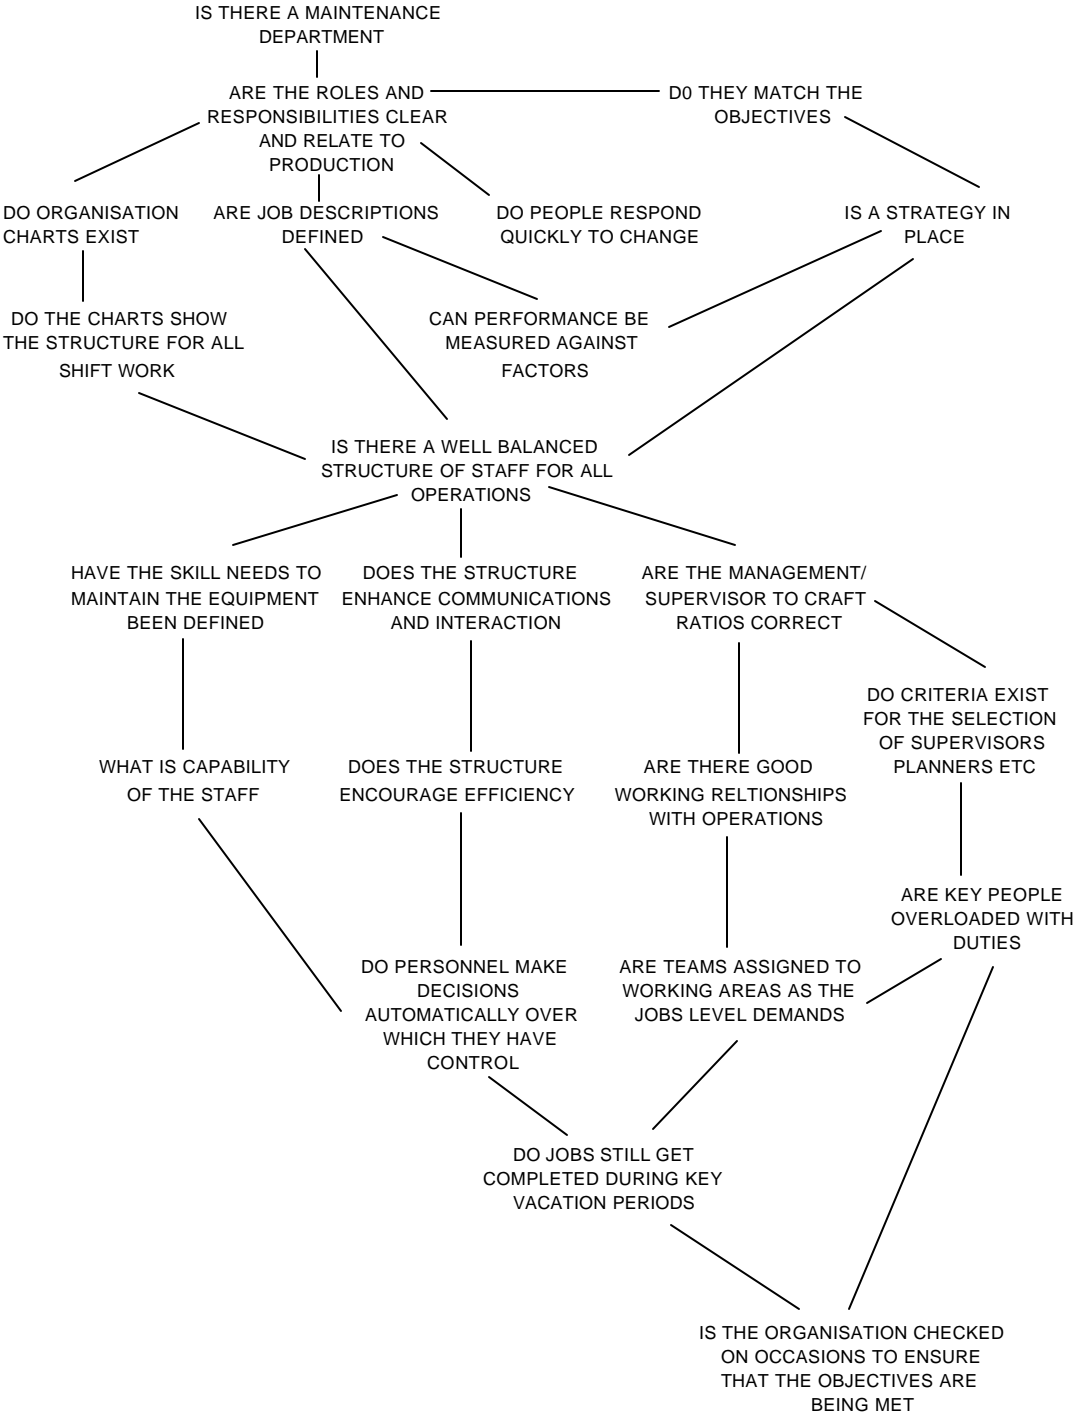 IS THERE A MAINTENANCE
DEPARTMENT
ARE THE ROLES AND
RESPONSIBILITIES CLEAR
AND RELATE TO
PRODUCTION
D0 THEY MATCH THE
OBJECTIVES
DO ORGANISATION
CHARTS EXIST
ARE JOB DESCRIPTIONS
DEFINED
DO PEOPLE RESPOND
QUICKLY TO CHANGE
IS A STRATEGY IN
PLACE
DO THE CHARTS SHOW
THE STRUCTURE FOR ALL
SHIFT WORK
CAN PERFORMANCE BE
MEASURED AGAINST
FACTORS
IS THERE A WELL BALANCED
STRUCTURE OF STAFF FOR ALL
OPERATIONS
HAVE THE SKILL NEEDS TO
MAINTAIN THE EQUIPMENT
BEEN DEFINED
DOES THE STRUCTURE
ENHANCE COMMUNICATIONS
AND INTERACTION
ARE THE MANAGEMENT/
SUPERVISOR TO CRAFT
RATIOS CORRECT
DO CRITERIA EXIST
FOR THE SELECTION
OF SUPERVISORS
PLANNERS ETC
WHAT IS CAPABILITY
OF THE STAFF
DOES THE STRUCTURE
ENCOURAGE EFFICIENCY
ARE THERE GOOD
WORKING RELTIONSHIPS
WITH OPERATIONS
ARE KEY PEOPLE
OVERLOADED WITH
DUTIES
DO PERSONNEL MAKE
DECISIONS
AUTOMATICALLY OVER
WHICH THEY HAVE
CONTROL
ARE TEAMS ASSIGNED TO
WORKING AREAS AS THE
JOBS LEVEL DEMANDS
DO JOBS STILL GET
COMPLETED DURING KEY
VACATION PERIODS
IS THE ORGANISATION CHECKED
ON OCCASIONS TO ENSURE
THAT THE OBJECTIVES ARE
BEING MET